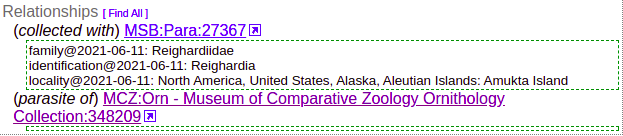 Relationships [ Find All ]
(collected with) MSB:Para:27367
family@2021-06-11: Reighardiidae
identification@2021-06-11: Reighardia
locality@2021-06-11: North America, United States, Alaska, Aleutian Islands: Amukta Island
(parasite of) MCZ:Orn - Museum of Comparative Zoology Ornithology
Collection:348209